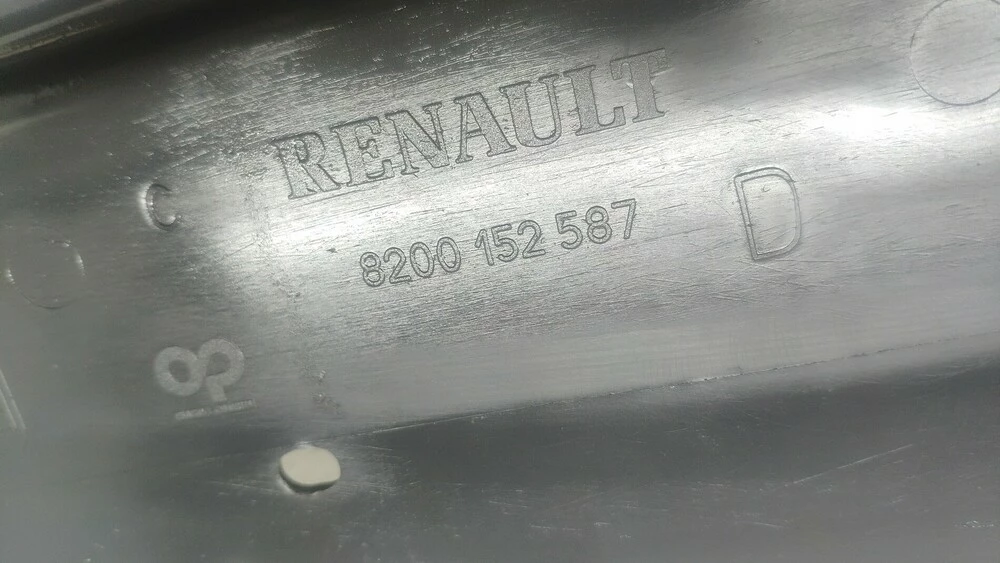 RENAULT
C
8200 152 587
D